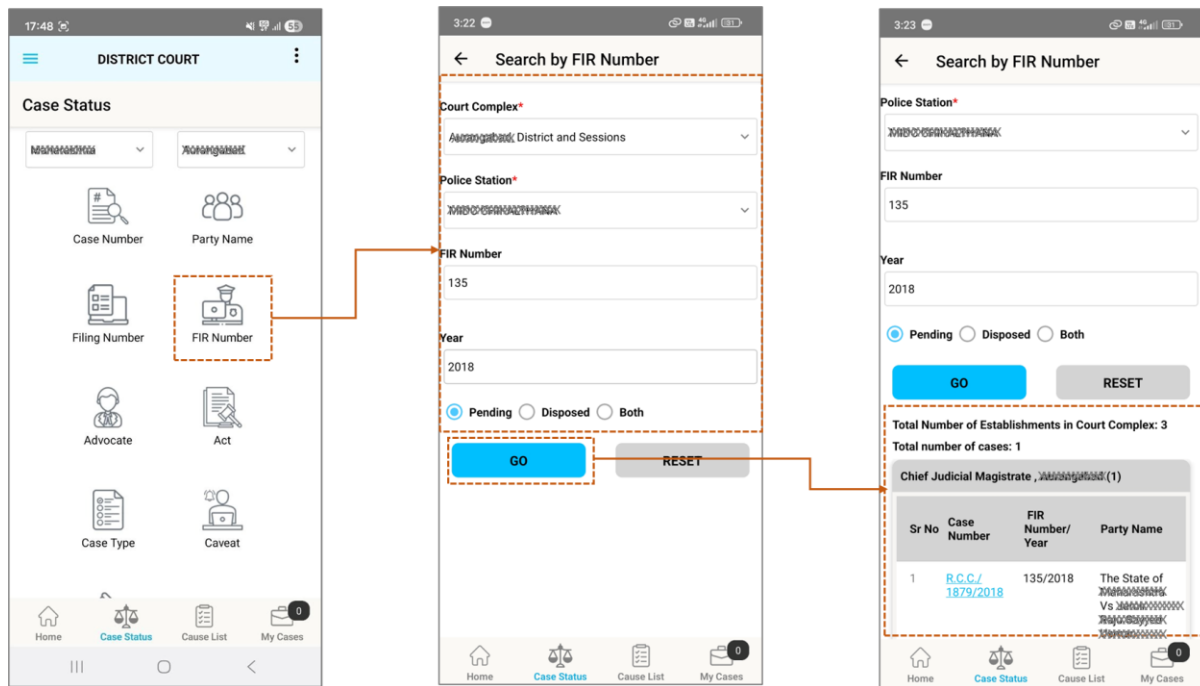 17:48
55
DISTRICT COURT
Case Status
Case Number
Party Name
Filing Number
FIR Number
Advocate
Act
Case Type
Caveat
0
Home
Case Status
Cause List
My Cases
3:22
4G
Search by FIR Number
Court Complex*
District and Sessions
Police Station*
FIR Number
135
Year
2018
Pending
Disposed
Both
GO
RESET
0
Home
Case Status
Cause List
My Cases
3:23
4G
Search by FIR Number
Police Station*
FIR Number
135
Year
2018
Pending
Disposed
Both
GO
RESET
Total Number of Establishments in Court Complex: 3
Total number of cases: 1
Chief Judicial Magistrate , (1)
Sr No
Case
Number
FIR
Number/
Year
Party Name
1
R.C.C./
1879/2018
135/2018
The State of
Vs
0
Home
Case Status
Cause List
My Cases